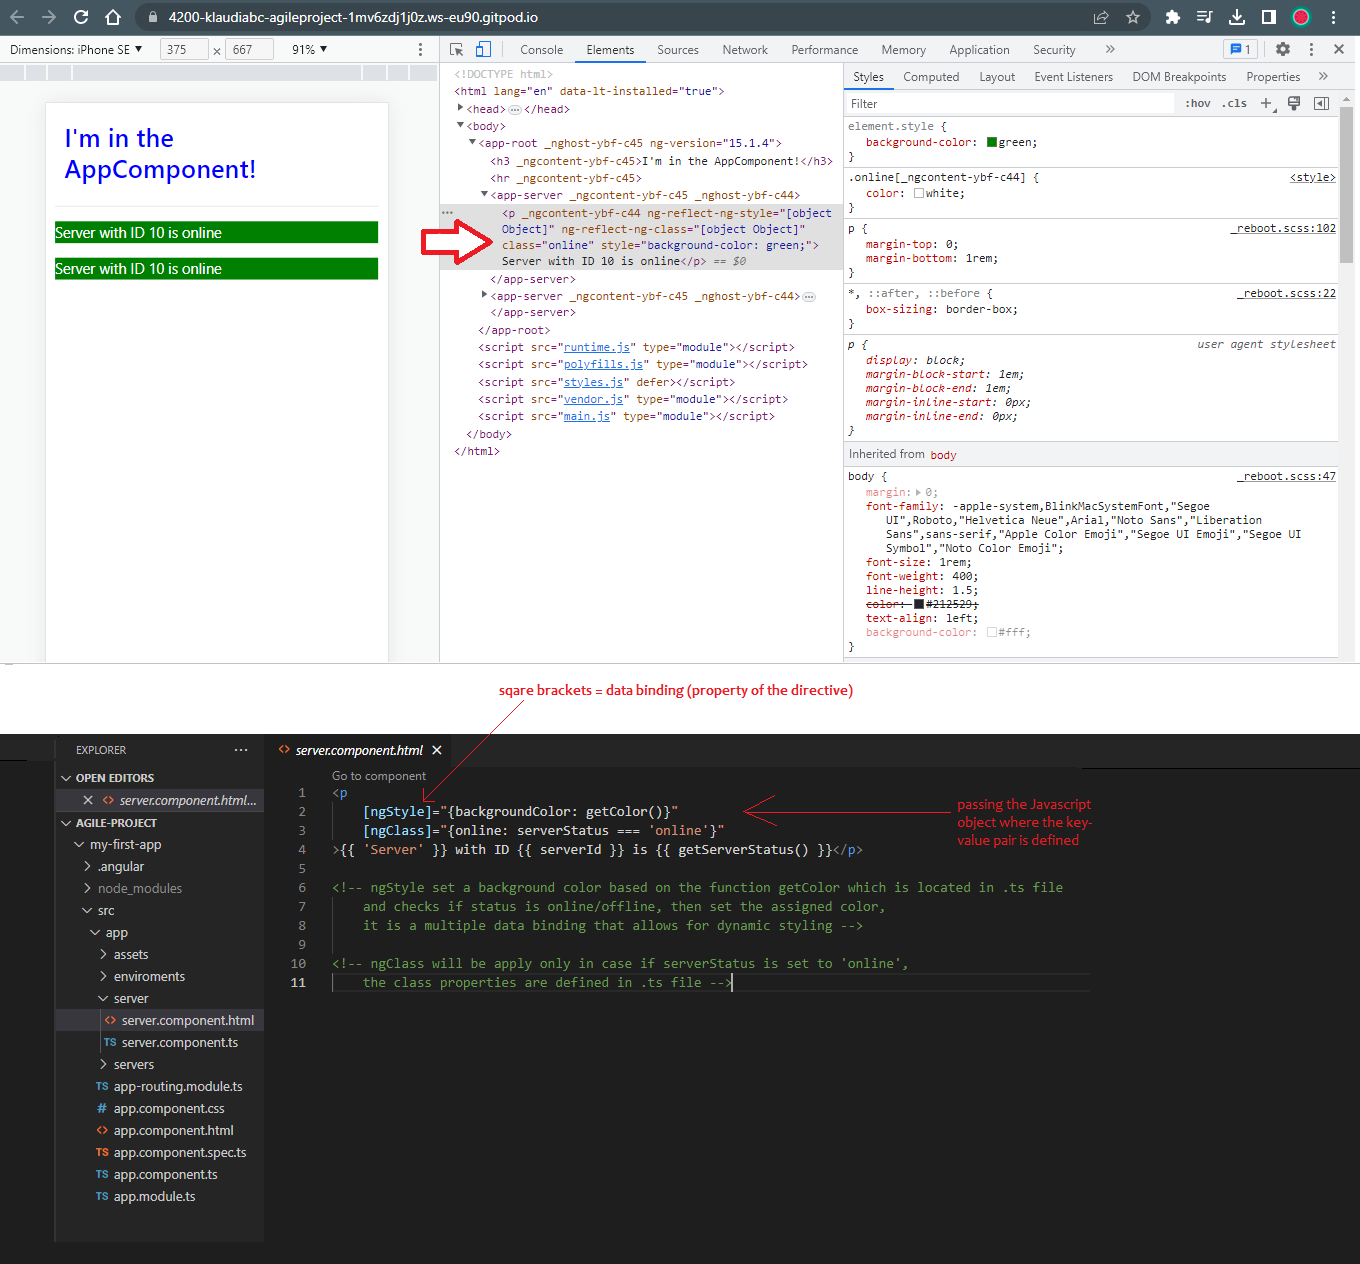 4200-klaudiabc-agileproject-1mv6zdj1j0z.ws-eu90.gitpod.io
Dimensions: iPhone SE ▼ 375 × 667 91% ▼
Console Elements Sources Network Performance Memory Application Security » 1
I'm in the
AppComponent!
Server with ID 10 is online
Server with ID 10 is online
<!DOCTYPE html>
<html lang="en" data-lt-installed="true">
<head> ⋯ </head>
<body>
<app-root _nghost-ybf-c45 ng-version="15.1.4">
<h3 _ngcontent-ybf-c45>I'm in the AppComponent!</h3>
<hr _ngcontent-ybf-c45>
<app-server _ngcontent-ybf-c45 _nghost-ybf-c44>
<p _ngcontent-ybf-c44 ng-reflect-ng-style="[object
Object]" ng-reflect-ng-class="[object Object]"
class="online" style="background-color: green;">
Server with ID 10 is online</p> == $0
</app-server>
<app-server _ngcontent-ybf-c45 _nghost-ybf-c44> ⋯
</app-server>
</app-root>
<script src="runtime.js" type="module"></script>
<script src="polyfills.js" type="module"></script>
<script src="styles.js" defer></script>
<script src="vendor.js" type="module"></script>
<script src="main.js" type="module"></script>
</body>
</html>
Styles Computed Layout Event Listeners DOM Breakpoints Properties »
Filter :hov .cls +
element.style {
background-color: green;
}
.online[_ngcontent-ybf-c44] { <style>
color: white;
}
p { _reboot.scss:102
margin-top: 0;
margin-bottom: 1rem;
}
*, ::after, ::before { _reboot.scss:22
box-sizing: border-box;
}
p { user agent stylesheet
display: block;
margin-block-start: 1em;
margin-block-end: 1em;
margin-inline-start: 0px;
margin-inline-end: 0px;
}
Inherited from body
body { _reboot.scss:47
margin: 0;
font-family: -apple-system,BlinkMacSystemFont,"Segoe
UI",Roboto,"Helvetica Neue",Arial,"Noto Sans","Liberation
Sans",sans-serif,"Apple Color Emoji","Segoe UI Emoji","Segoe UI
Symbol","Noto Color Emoji";
font-size: 1rem;
font-weight: 400;
line-height: 1.5;
color: #212529;
text-align: left;
background-color: #fff;
}
sqare brackets = data binding (property of the directive)
EXPLORER ···
OPEN EDITORS
server.component.html...
AGILE-PROJECT
my-first-app
.angular
node_modules
src
app
assets
enviroments
server
server.component.html
TS server.component.ts
servers
TS app-routing.module.ts
# app.component.css
app.component.html
TS app.component.spec.ts
TS app.component.ts
TS app.module.ts
server.component.html
Go to component
1 <p
2 [ngStyle]="{backgroundColor: getColor()}"
3 [ngClass]="{online: serverStatus === 'online'}"
4 >{{ 'Server' }} with ID {{ serverId }} is {{ getServerStatus() }}</p>
5
6 <!-- ngStyle set a background color based on the function getColor which is located in .ts file
7 and checks if status is online/offline, then set the assigned color,
8 it is a multiple data binding that allows for dynamic styling -->
9
10 <!-- ngClass will be apply only in case if serverStatus is set to 'online',
11 the class properties are defined in .ts file -->
passing the Javascript
object where the key-
value pair is defined